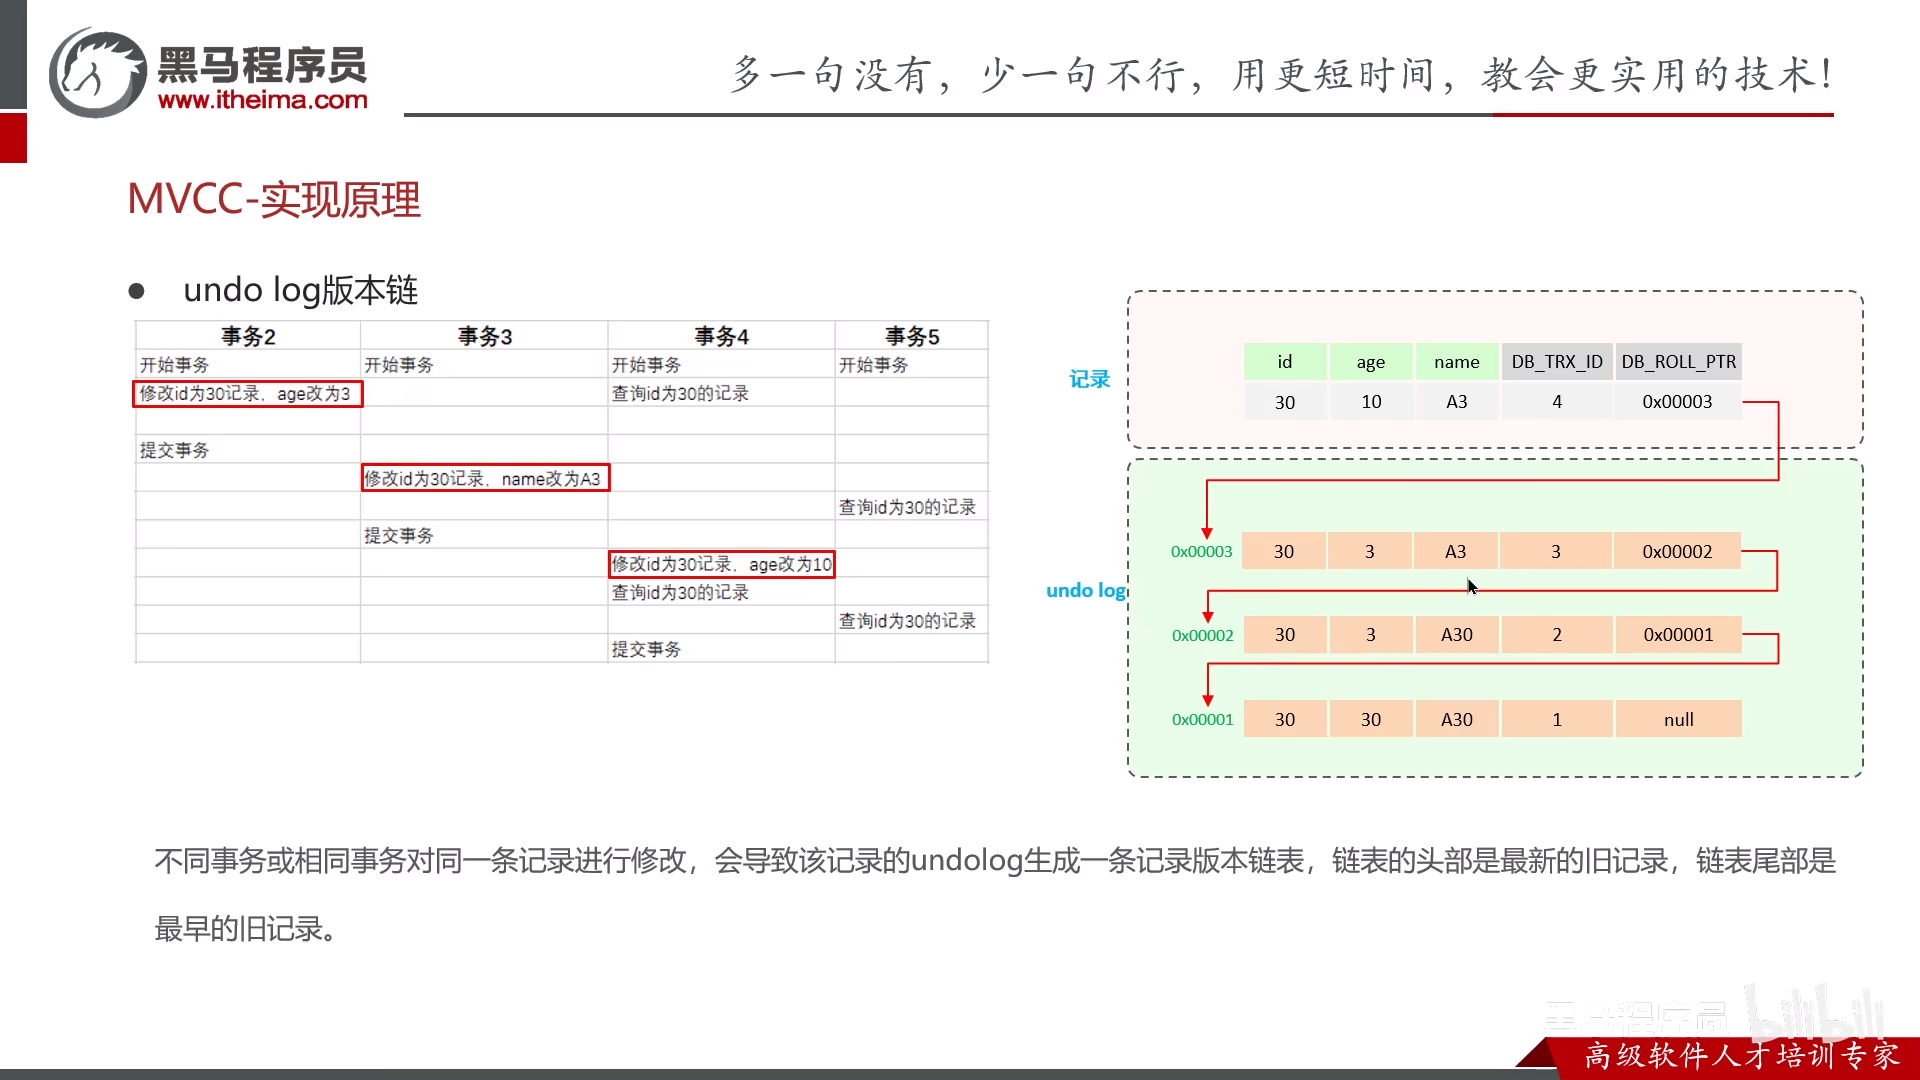 黑马程序员
www.itheima.com
多一句没有，少一句不行，用更短时间，教会更实用的技术！
MVCC-实现原理
● undo log版本链
事务2 事务3 事务4 事务5
开始事务 开始事务 开始事务 开始事务
修改id为30记录，age改为3 查询id为30的记录
提交事务
修改id为30记录，name改为A3
查询id为30的记录
提交事务
修改id为30记录，age改为10
查询id为30的记录
查询id为30的记录
提交事务
记录
id age name DB_TRX_ID DB_ROLL_PTR
30 10 A3 4 0x00003
undo log
0x00003 30 3 A3 3 0x00002
0x00002 30 3 A30 2 0x00001
0x00001 30 30 A30 1 null
不同事务或相同事务对同一条记录进行修改，会导致该记录的undolog生成一条记录版本链表，链表的头部是最新的旧记录，链表尾部是
最早的旧记录。
黑马程序员 bilibili
高级软件人才培训专家